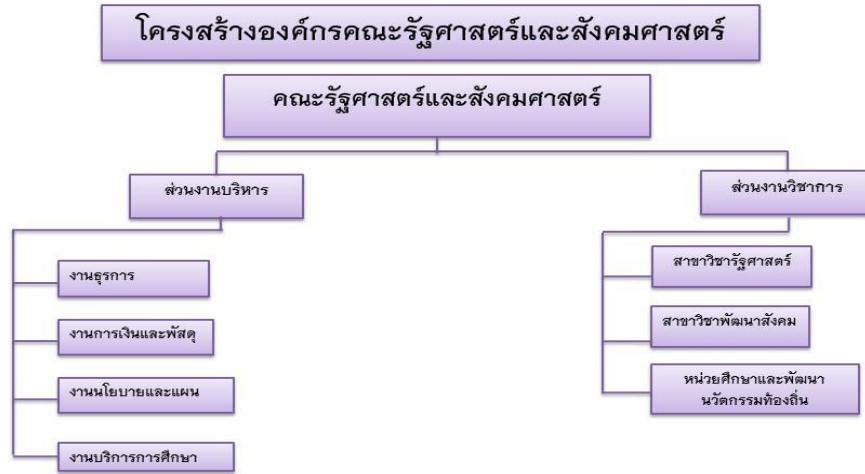 โครงสร้างองค์กรคณะรัฐศาสตร์และสังคมศาสตร์
คณะรัฐศาสตร์และสังคมศาสตร์
ส่วนงานบริหาร
งานธุรการ
งานการเงินและพัสดุ
งานนโยบายและแผน
งานบริการการศึกษา
ส่วนงานวิชาการ
สาขาวิชารัฐศาสตร์
สาขาวิชาพัฒนาสังคม
หน่วยศึกษาและพัฒนา
นวัตกรรมท้องถิ่น